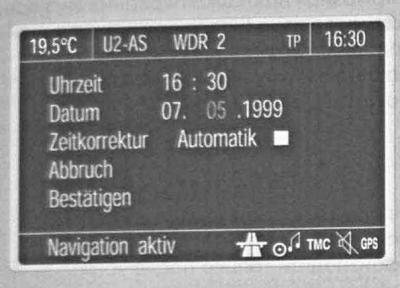 19,5°C U2-AS WDR 2 TP 16:30
Uhrzeit 16 : 30
Datum 07. 05 .1999
Zeitkorrektur Automatik
Abbruch
Bestätigen
Navigation aktiv TMC GPS